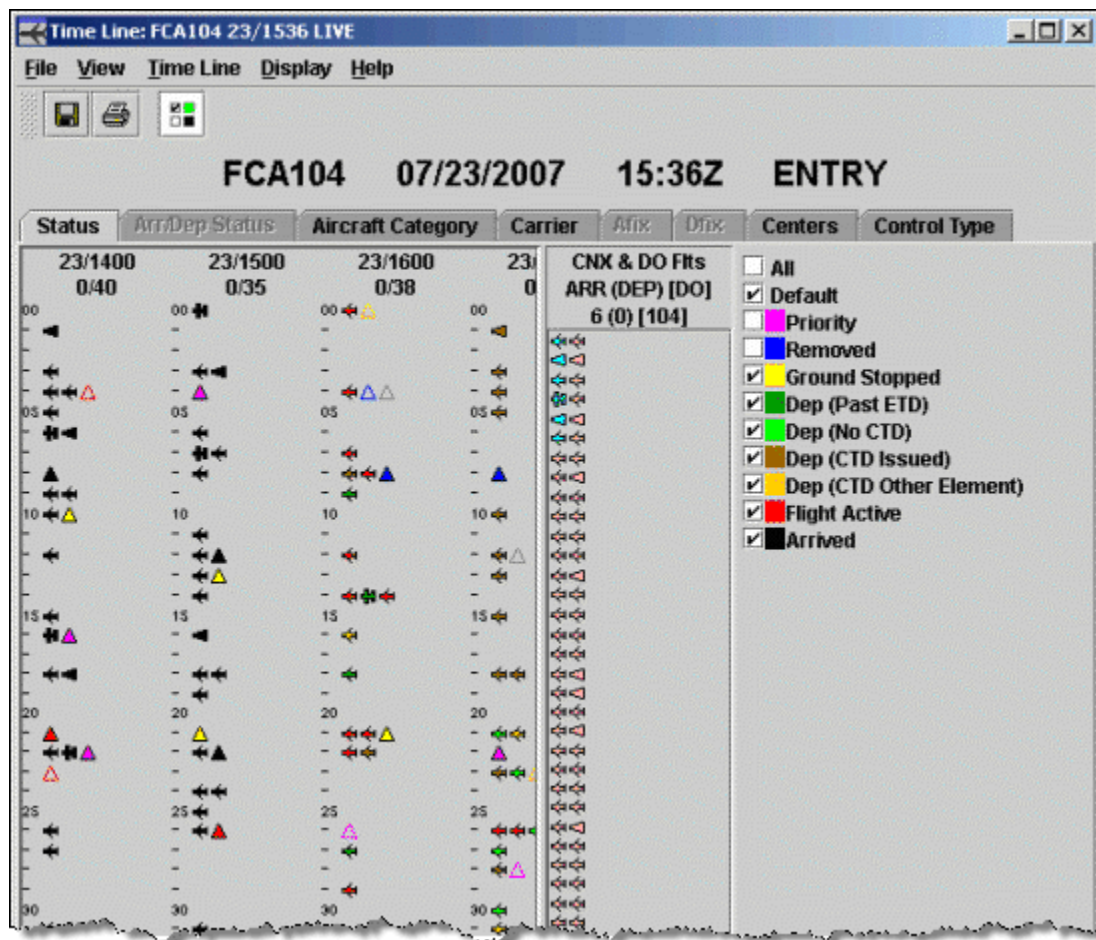 Time Line: FCA104 23/1536 LIVE
File View Time Line Display Help
FCA104 07/23/2007 15:36Z ENTRY
Status Arr/Dep Status Aircraft Category Carrier Afix Dfix Centers Control Type
23/1400 23/1500 23/1600 23/
0/40 0/35 0/38 0
CNX & DO Flts
ARR (DEP) [DO]
6 (0) [104]
All
Default
Priority
Removed
Ground Stopped
Dep (Past ETD)
Dep (No CTD)
Dep (CTD Issued)
Dep (CTD Other Element)
Flight Active
Arrived
00 00 00 00
05 05 05 05
10 10 10 10
15 15 15 15
20 20 20 20
25 25 25 25
30 30 30 30